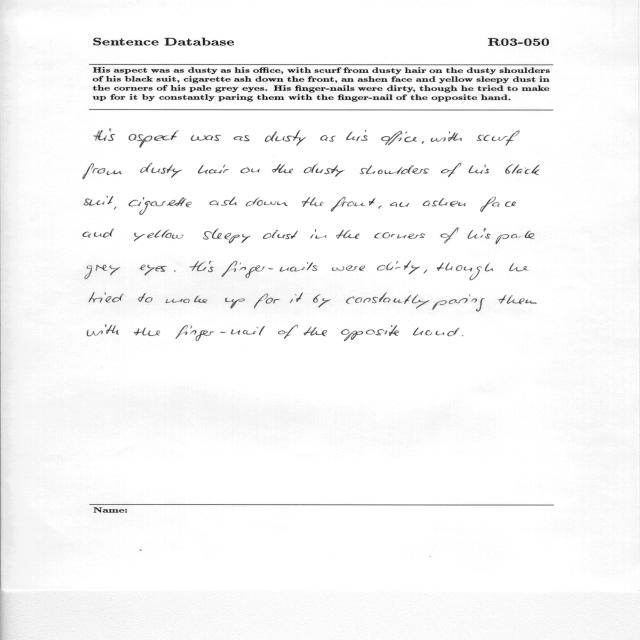 Sentence Database R03-050
His aspect was as dusty as his office, with scurf from dusty hair on the dusty shoulders
of his black suit, cigarette ash down the front, an ashen face and yellow sleepy dust in
the corners of his pale grey eyes. His finger-nails were dirty, though he tried to make
up for it by constantly paring them with the finger-nail of the opposite hand.
His aspect was as dusty as his office, with scurf
from dusty hair on the dusty shoulders of his black
suit, cigarette ash down the front, an ashen face
and yellow sleepy dust in the corners of his pale
grey eyes. His finger-nails were dirty, though he
tried to make up for it by constantly paring them
with the finger-nail of the opposite hand.
Name: